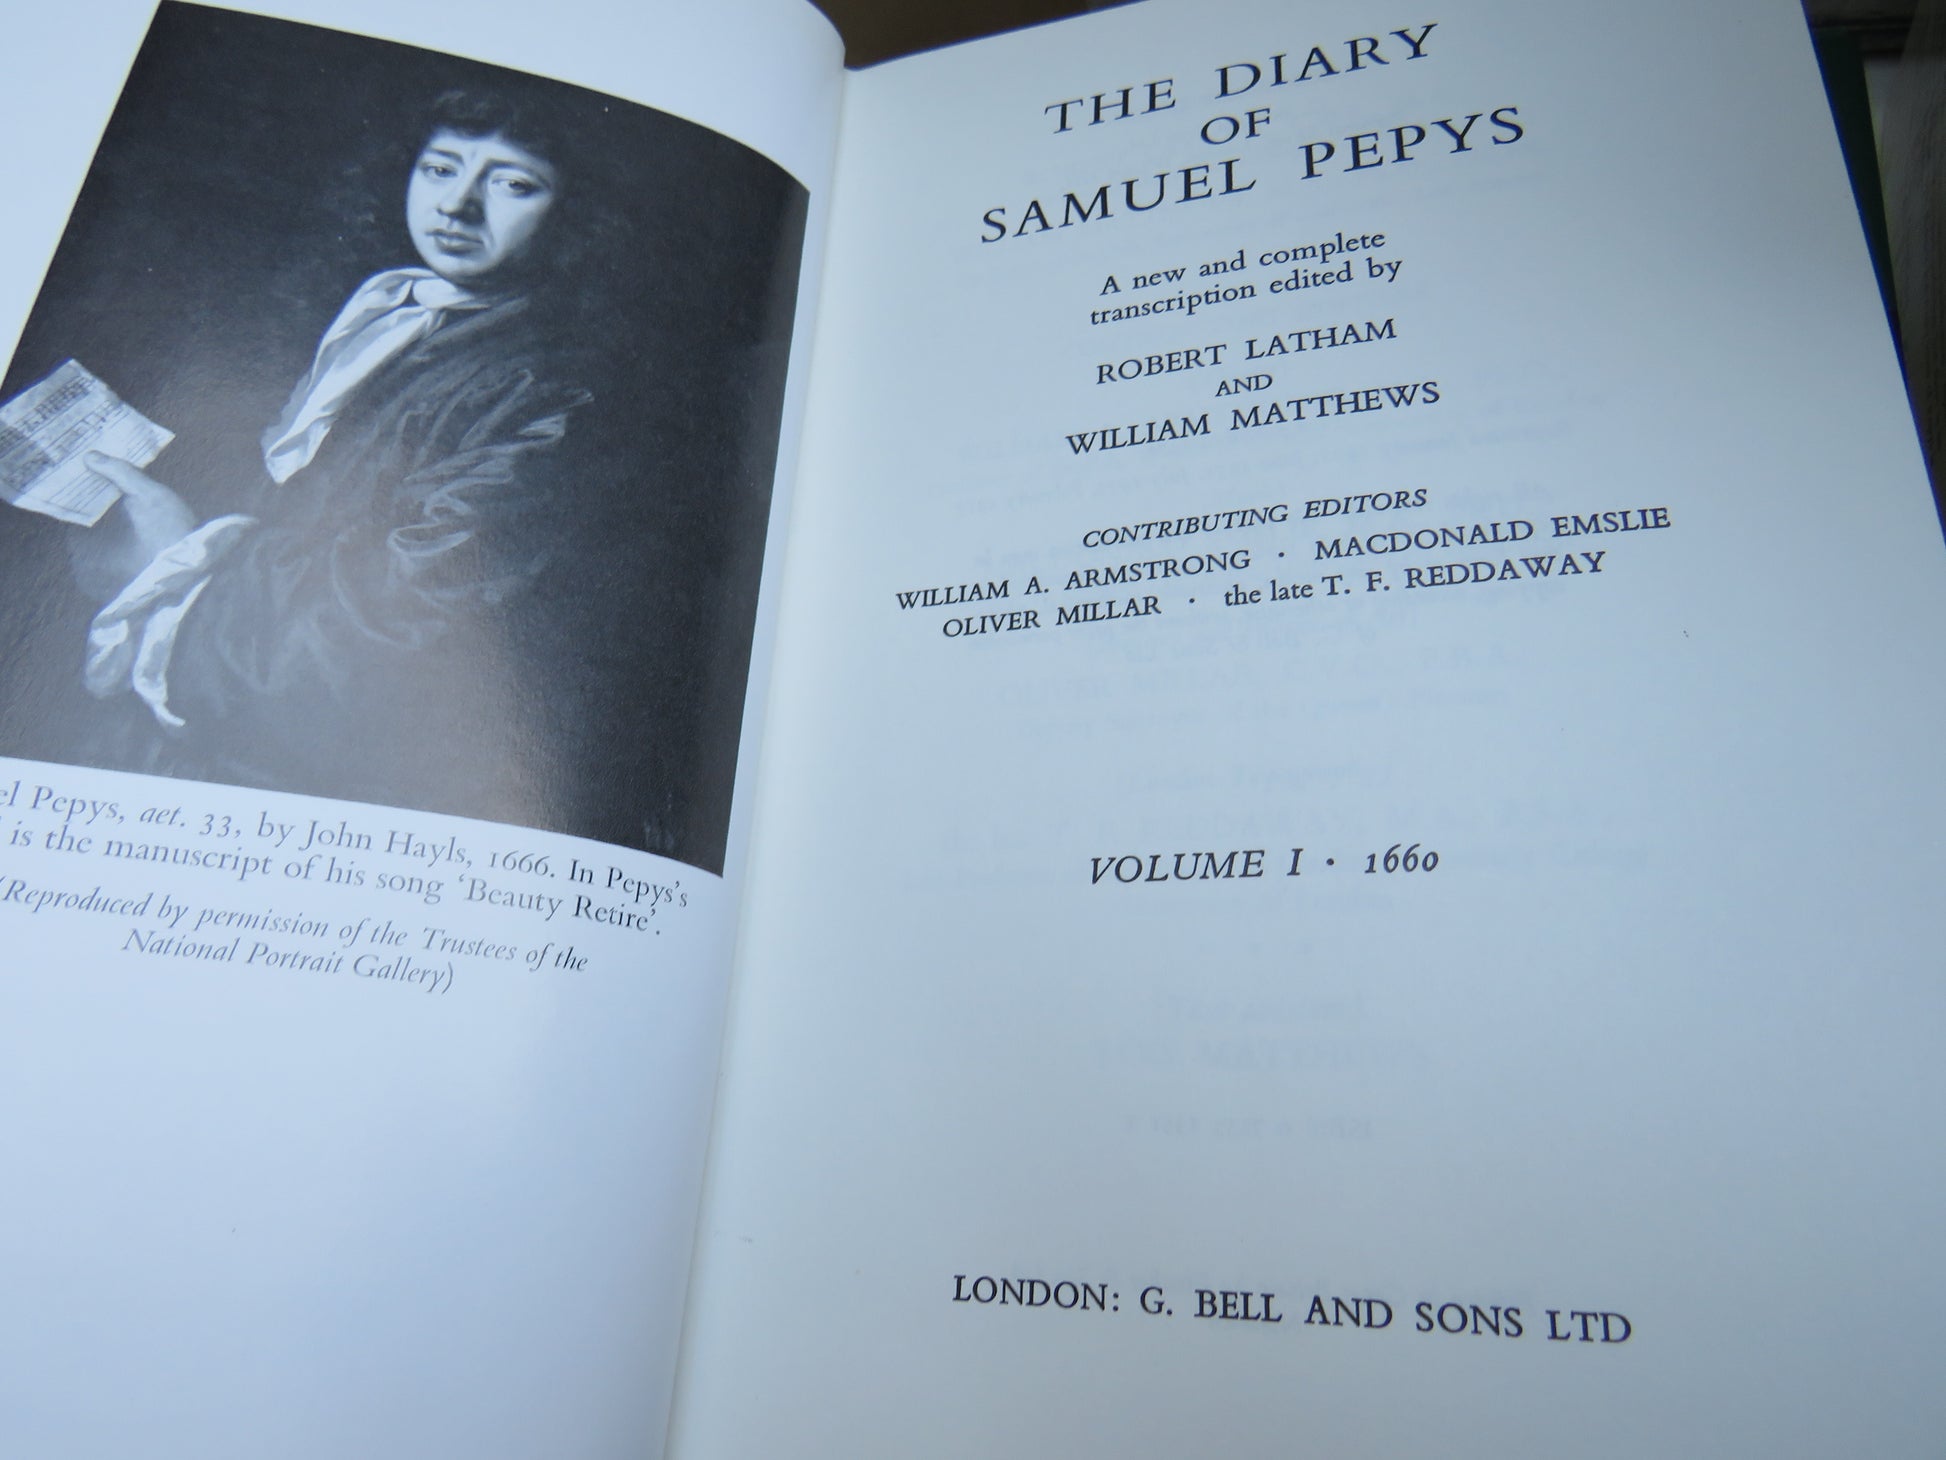 el Pepys, aet. 33, by John Hayls, 1666. In Pepys's
is the manuscript of his song 'Beauty Retire'.
(Reproduced by permission of the Trustees of the
National Portrait Gallery)
THE DIARY
OF
SAMUEL PEPYS
A new and complete
transcription edited by
ROBERT LATHAM
AND
WILLIAM MATTHEWS
CONTRIBUTING EDITORS
WILLIAM A. ARMSTRONG · MACDONALD EMSLIE
OLIVER MILLAR · the late T. F. REDDAWAY
VOLUME I · 1660
LONDON: G. BELL AND SONS LTD